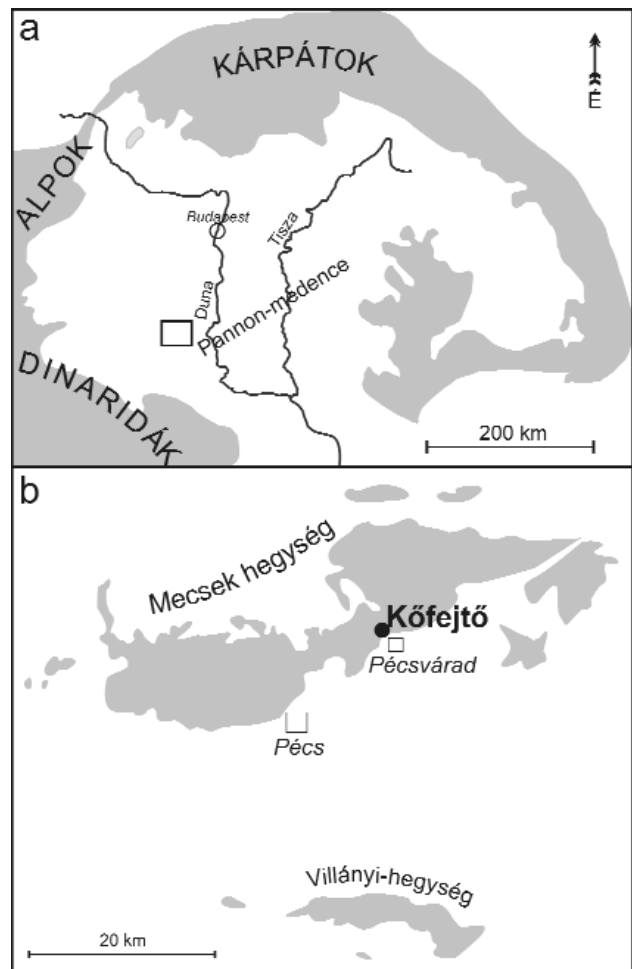 a
KÁRPÁTOK
É
ALPOK
Budapest
Tisza
Duna
Pannon-medence
DINARIDÁK
200 km
b
Mecsek hegység
Kőfejtő
Pécsvárad
Pécs
Villányi-hegység
20 km